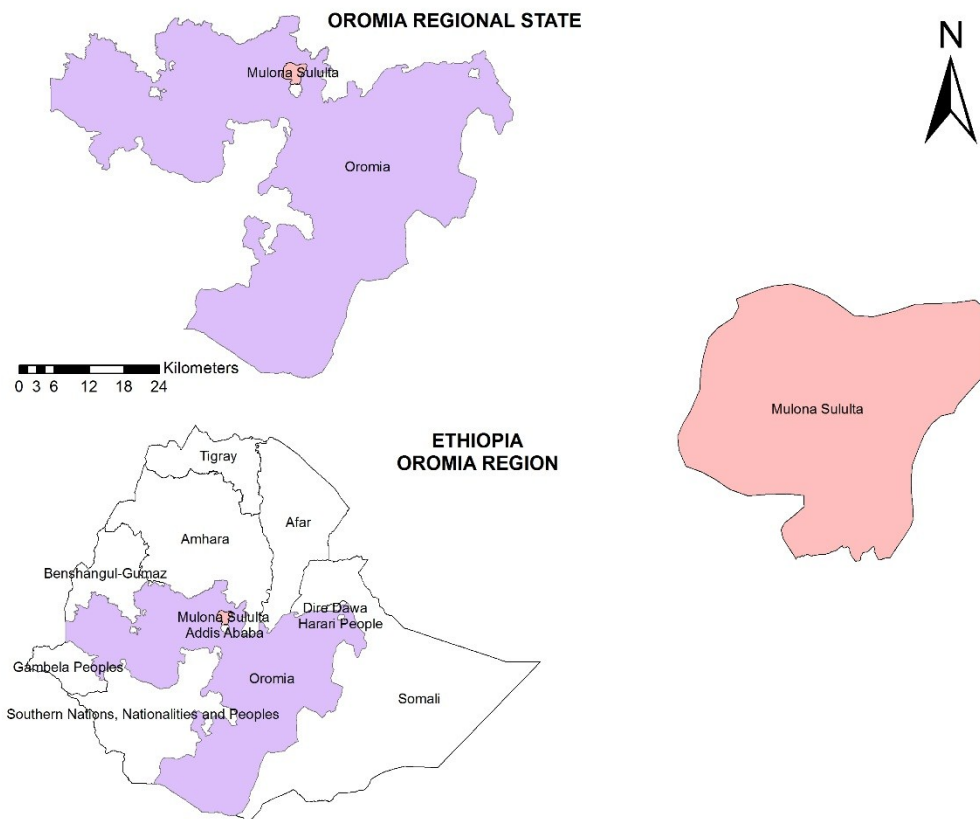 OROMIA REGIONAL STATE
N
Mulona Sululta
Oromia
Kilometers
0 3 6 12 18 24
Mulona Sululta
ETHIOPIA
OROMIA REGION
Tigray
Afar
Amhara
Benshangul-Gumaz
Dire Dawa
Mulona Sululta
Harari People
Addis Ababa
Gambela Peoples
Oromia
Somali
Southern Nations, Nationalities and Peoples